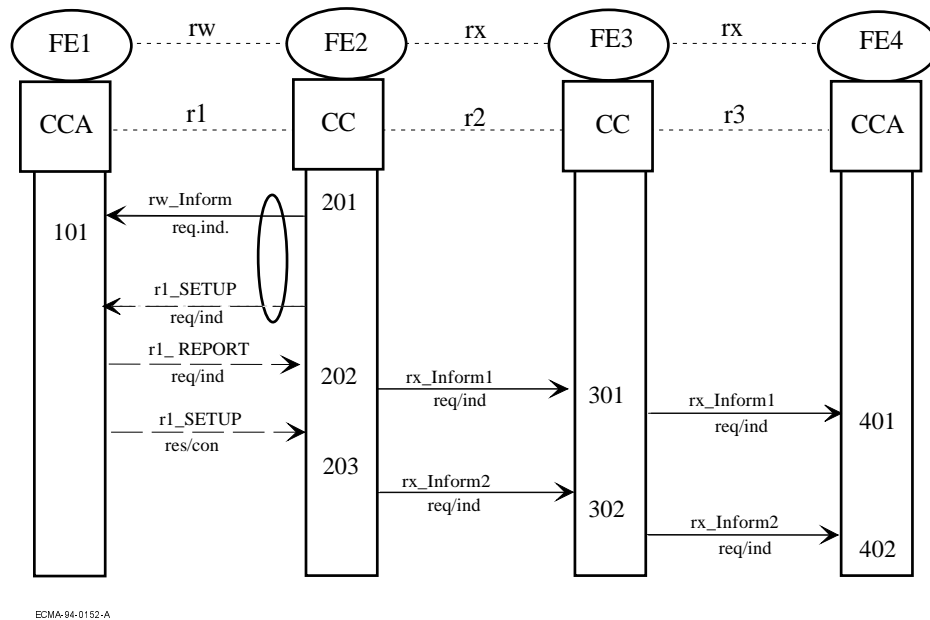 FE1 rw FE2 rx FE3 rx FE4
CCA r1 CC r2 CC r3 CCA
rw_Inform 201
101 req.ind.
r1_SETUP
req/ind
r1_ REPORT
req/ind 202 rx_Inform1
req/ind 301 rx_Inform1
r1_SETUP req/ind 401
res/con
203 rx_Inform2
req/ind 302 rx_Inform2
req/ind 402
ECMA-94-0152-A